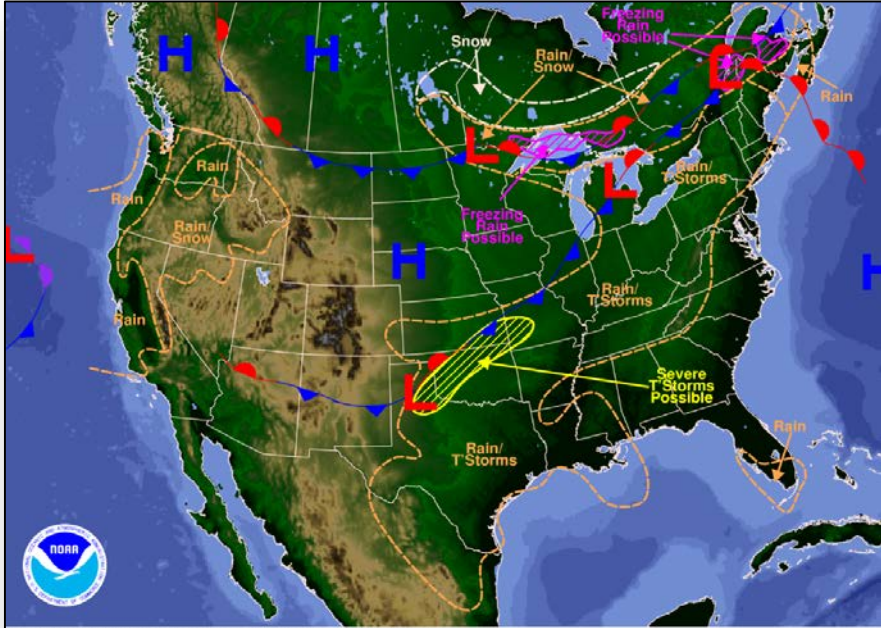 Freezing
Rain
Possible
H
H
Snow
Rain/
Snow
L
Rain
Rain
Rain
L
L
Rain/
T'Storms
Rain/
Snow
Freezing
Rain
Possible
L
H
H
Rain/
T'Storms
Rain
Severe
T'Storms
Possible
L
Rain/
T'Storms
Rain
NOAA